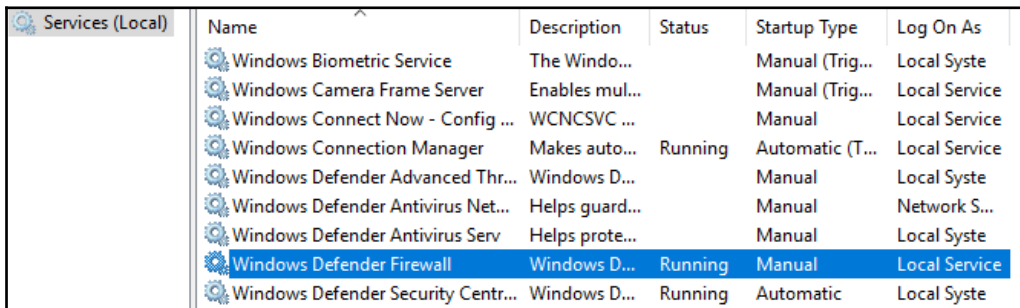 Services (Local)
Name Description Status Startup Type Log On As
Windows Biometric Service The Windo... Manual (Trig... Local Syste
Windows Camera Frame Server Enables mul... Manual (Trig... Local Service
Windows Connect Now - Config ... WCNCSVC ... Manual Local Service
Windows Connection Manager Makes auto... Running Automatic (T... Local Service
Windows Defender Advanced Thr... Windows D... Manual Local Syste
Windows Defender Antivirus Net... Helps guard... Manual Network S...
Windows Defender Antivirus Serv Helps prote... Manual Local Syste
Windows Defender Firewall Windows D... Running Manual Local Service
Windows Defender Security Centr... Windows D... Running Automatic Local Syste